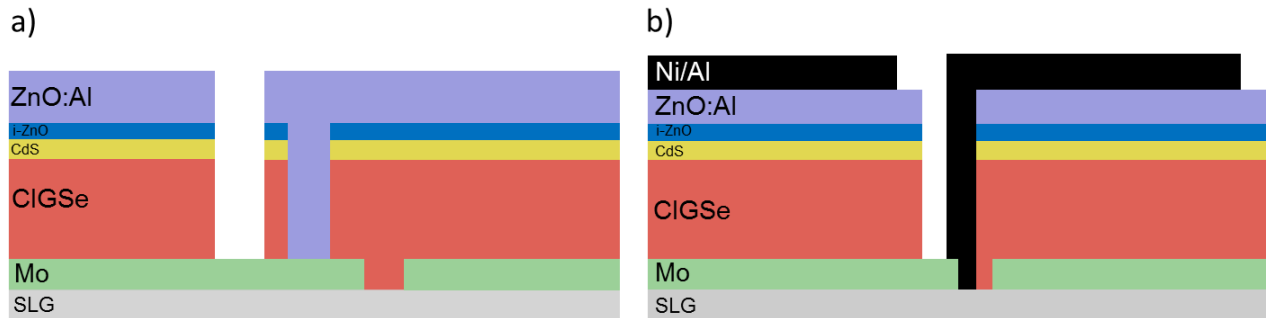 a)
ZnO:Al
i-ZnO
CdS
CIGSe
Mo
SLG
b)
Ni/Al
ZnO:Al
i-ZnO
CdS
CIGSe
Mo
SLG